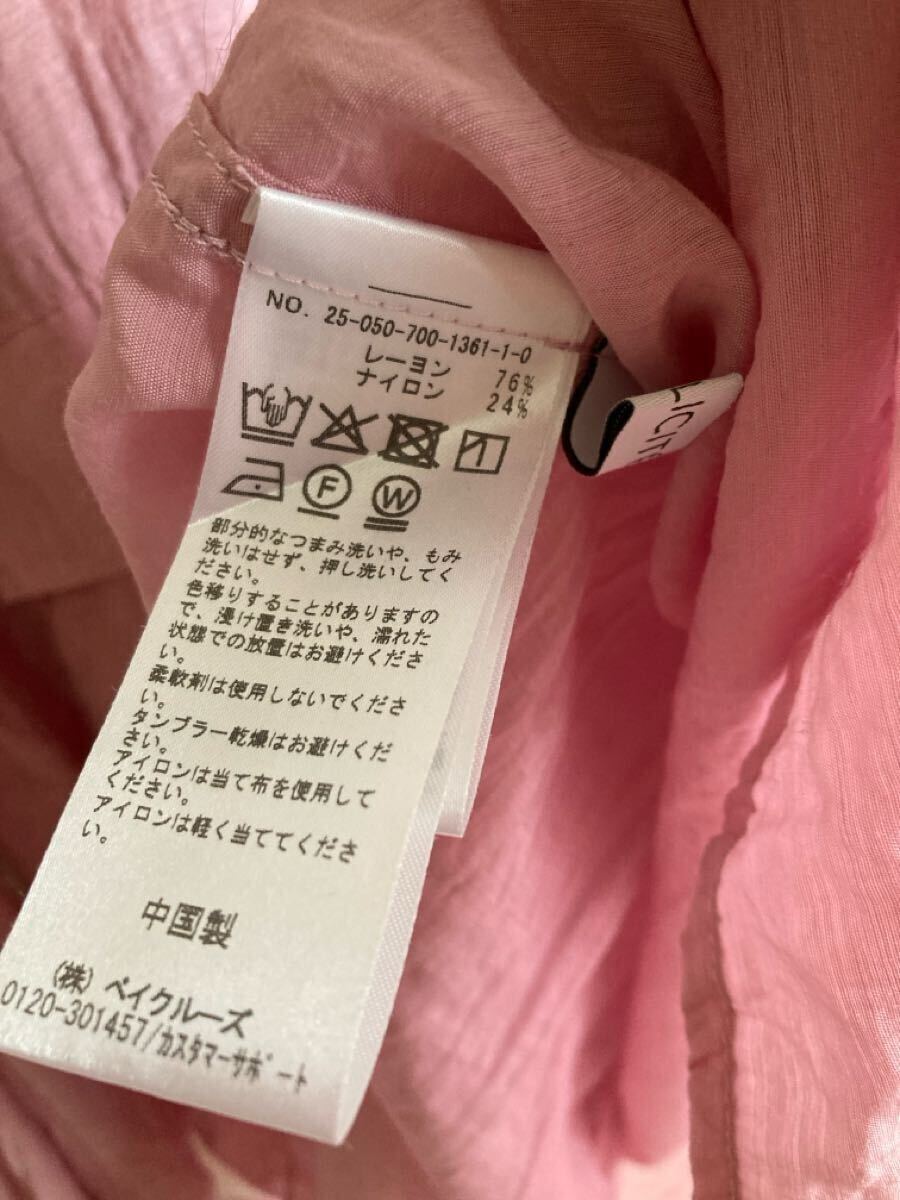 NO. 25-050-700-1361-1-0
レーヨン 76%
ナイロン 24%
F W
部分的なつまみ洗いや、もみ
洗いはせず、押し洗いしてく
ださい。
色移りすることがありますの
で、浸け置き洗いや、濡れた
状態での放置はお避けくださ
い。
柔軟剤は使用しないでくださ
い。
タンブラー乾燥はお避けくだ
さい。
アイロンは当て布を使用して
ください。
アイロンは軽く当ててくださ
い。
中国製
(株)ベイクルーズ
0120-301457/カスタマーサポート